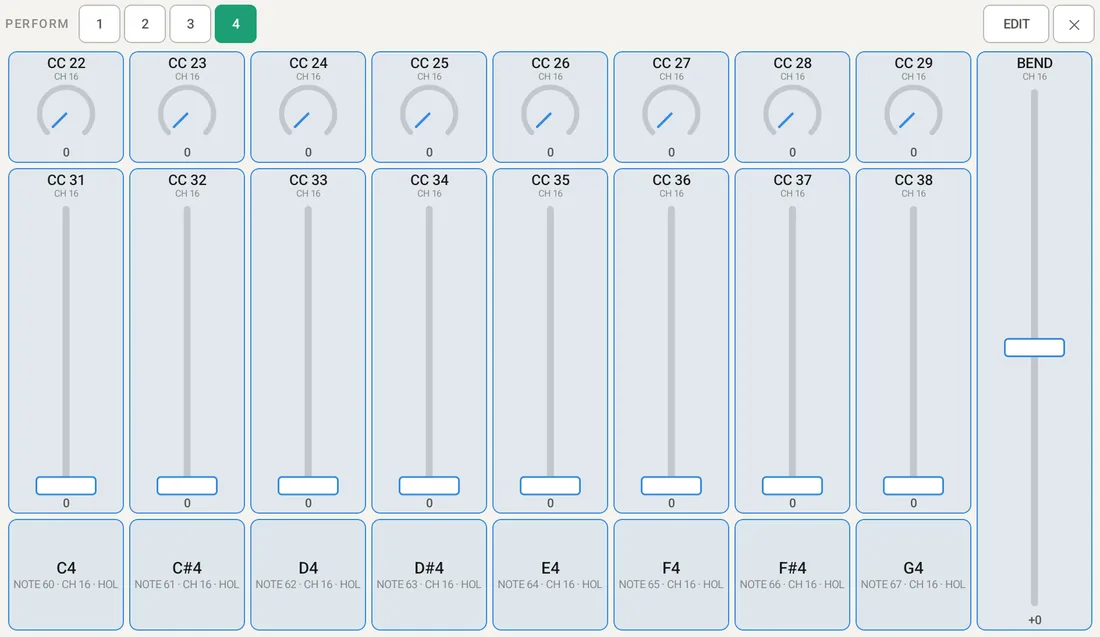 PERFORM 1 2 3 4 EDIT
CC 22 CC 23 CC 24 CC 25 CC 26 CC 27 CC 28 CC 29 BEND
CH 16 CH 16 CH 16 CH 16 CH 16 CH 16 CH 16 CH 16 CH 16
0 0 0 0 0 0 0 0
CC 31 CC 32 CC 33 CC 34 CC 35 CC 36 CC 37 CC 38
CH 16 CH 16 CH 16 CH 16 CH 16 CH 16 CH 16 CH 16
0 0 0 0 0 0 0 0
C4 C#4 D4 D#4 E4 F4 F#4 G4
NOTE 60 · CH 16 · HOL NOTE 61 · CH 16 · HOL NOTE 62 · CH 16 · HOL NOTE 63 · CH 16 · HOL NOTE 64 · CH 16 · HOL NOTE 65 · CH 16 · HOL NOTE 66 · CH 16 · HOL NOTE 67 · CH 16 · HOL
+0